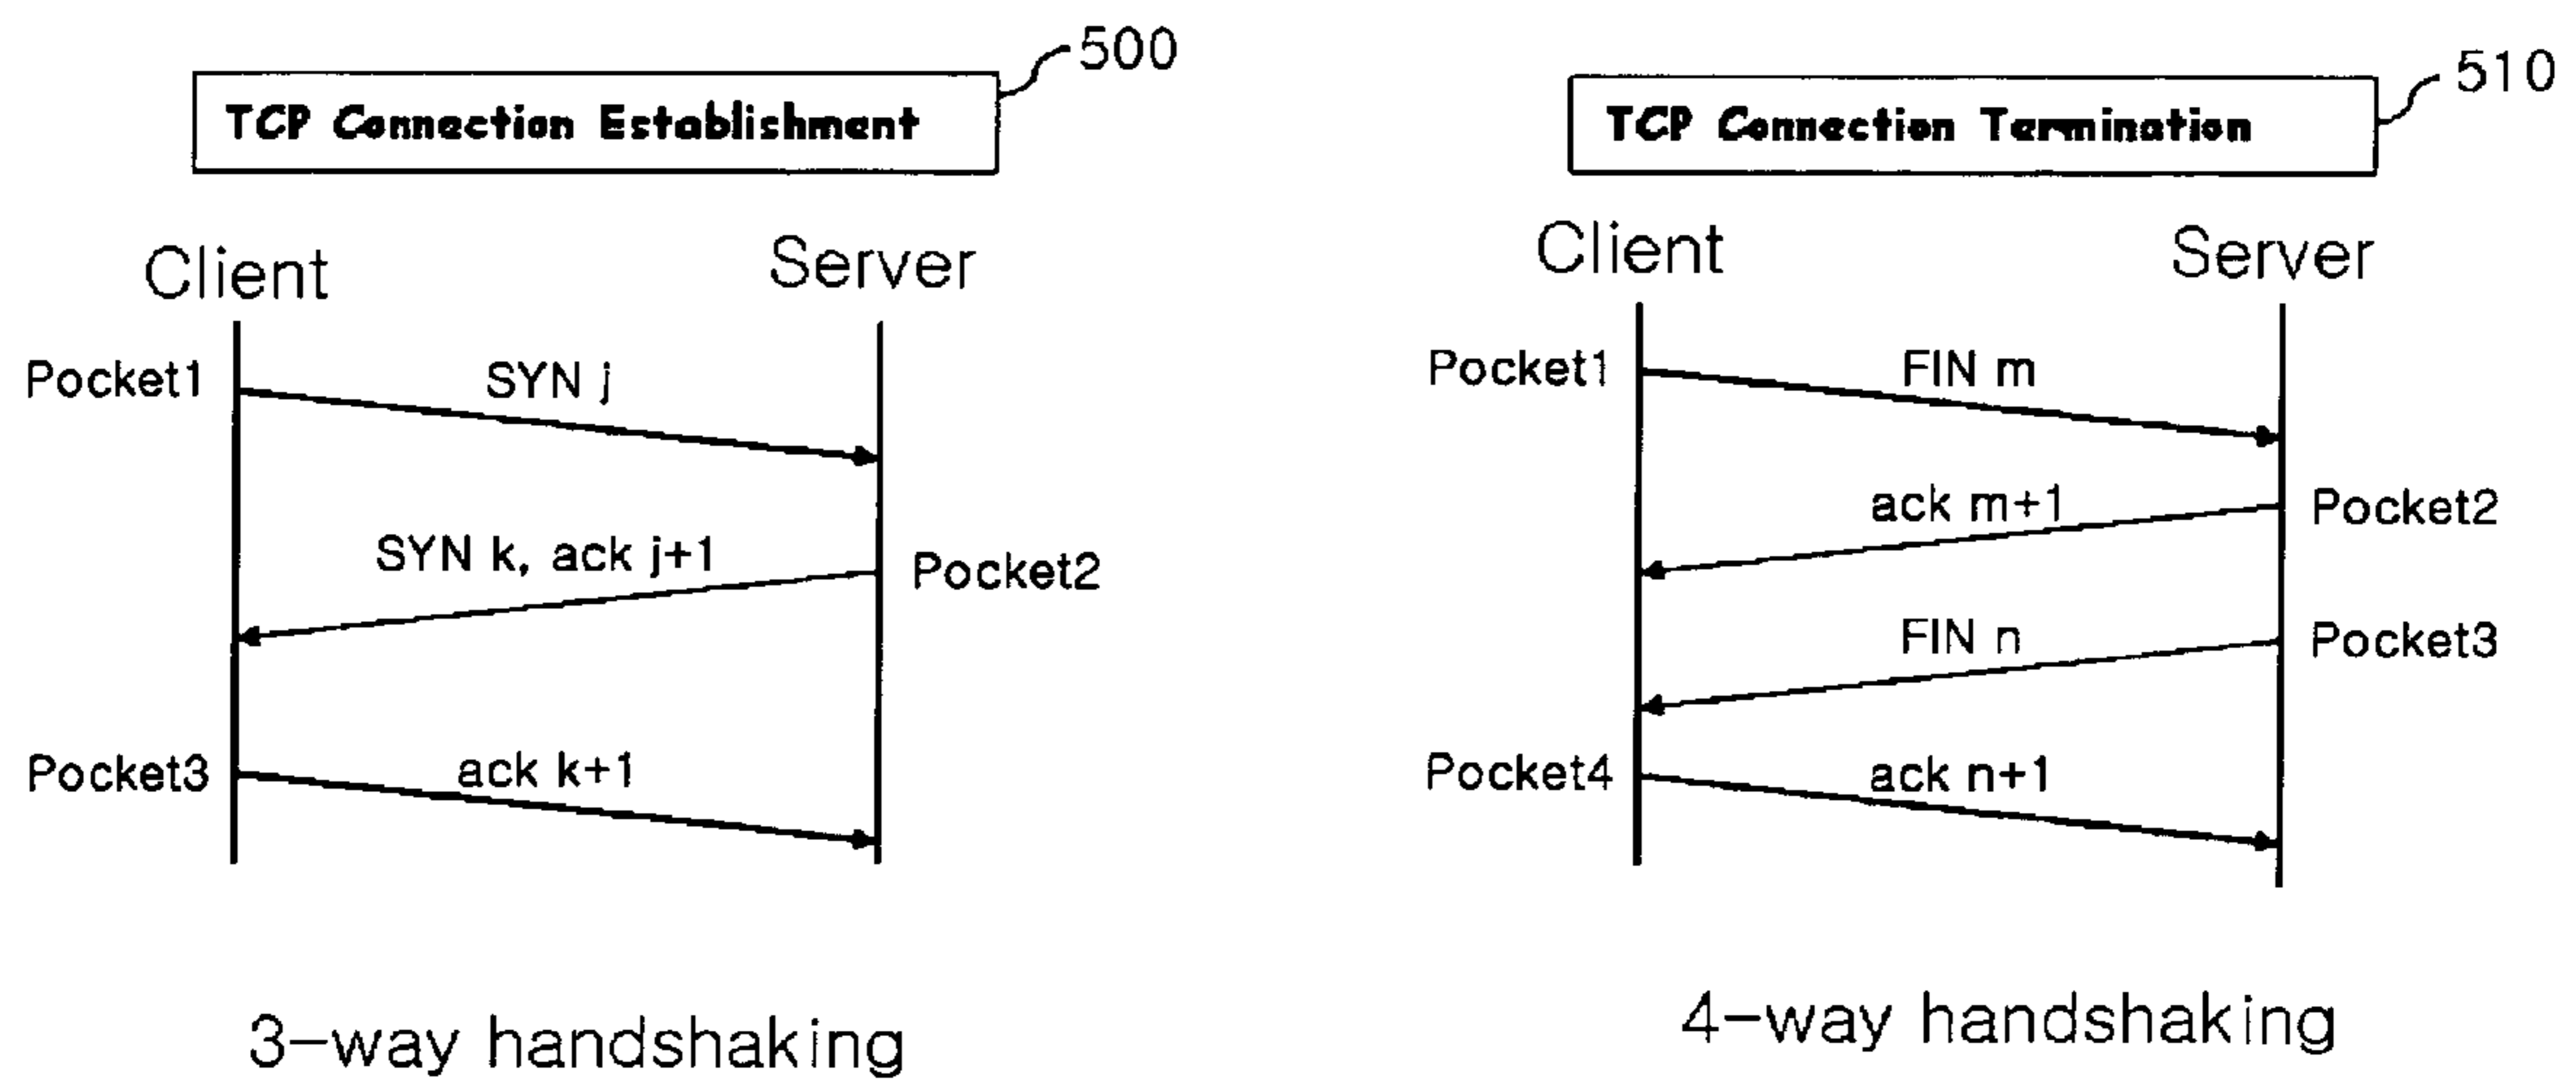 500
TCP Connection Establishment
Client
Server
Pocket1
SYN j
SYN k, ack j+1
Pocket2
Pocket3
ack k+1
3-way handshaking
510
TCP Connection Termination
Client
Server
Pocket1
FIN m
ack m+1
Pocket2
FIN n
Pocket3
Pocket4
ack n+1
4-way handshaking